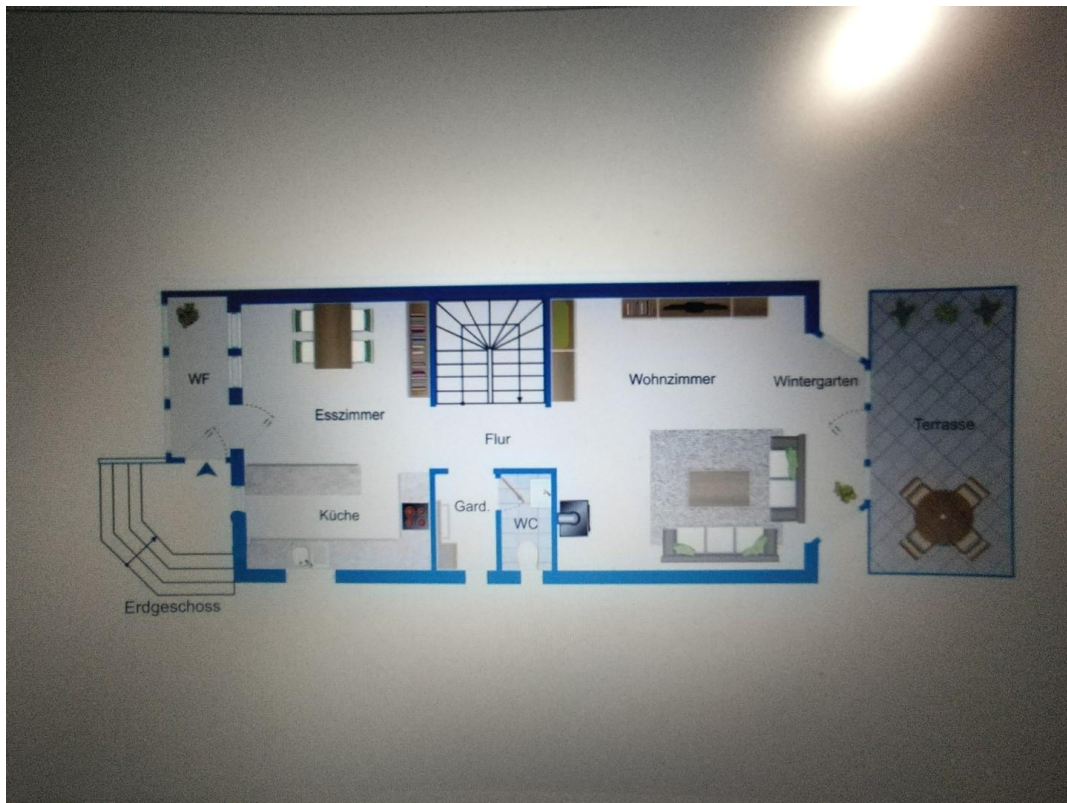 WF
Esszimmer
Flur
Wohnzimmer
Wintergarten
Terrasse
Küche
Gard.
WC
Erdgeschoss